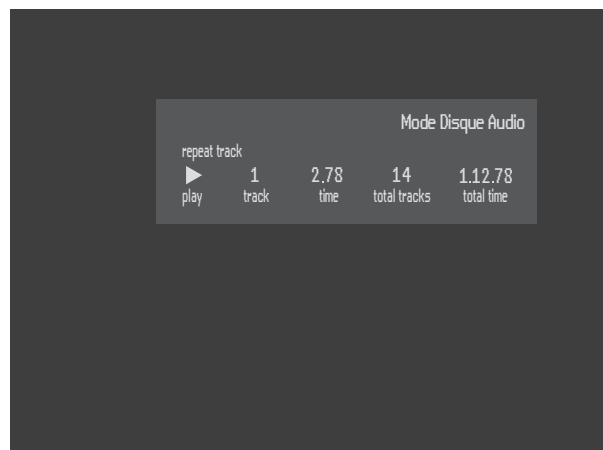 Mode Disque Audio
repeat track
1 2.78 14 1.12.78
play track time total tracks total time